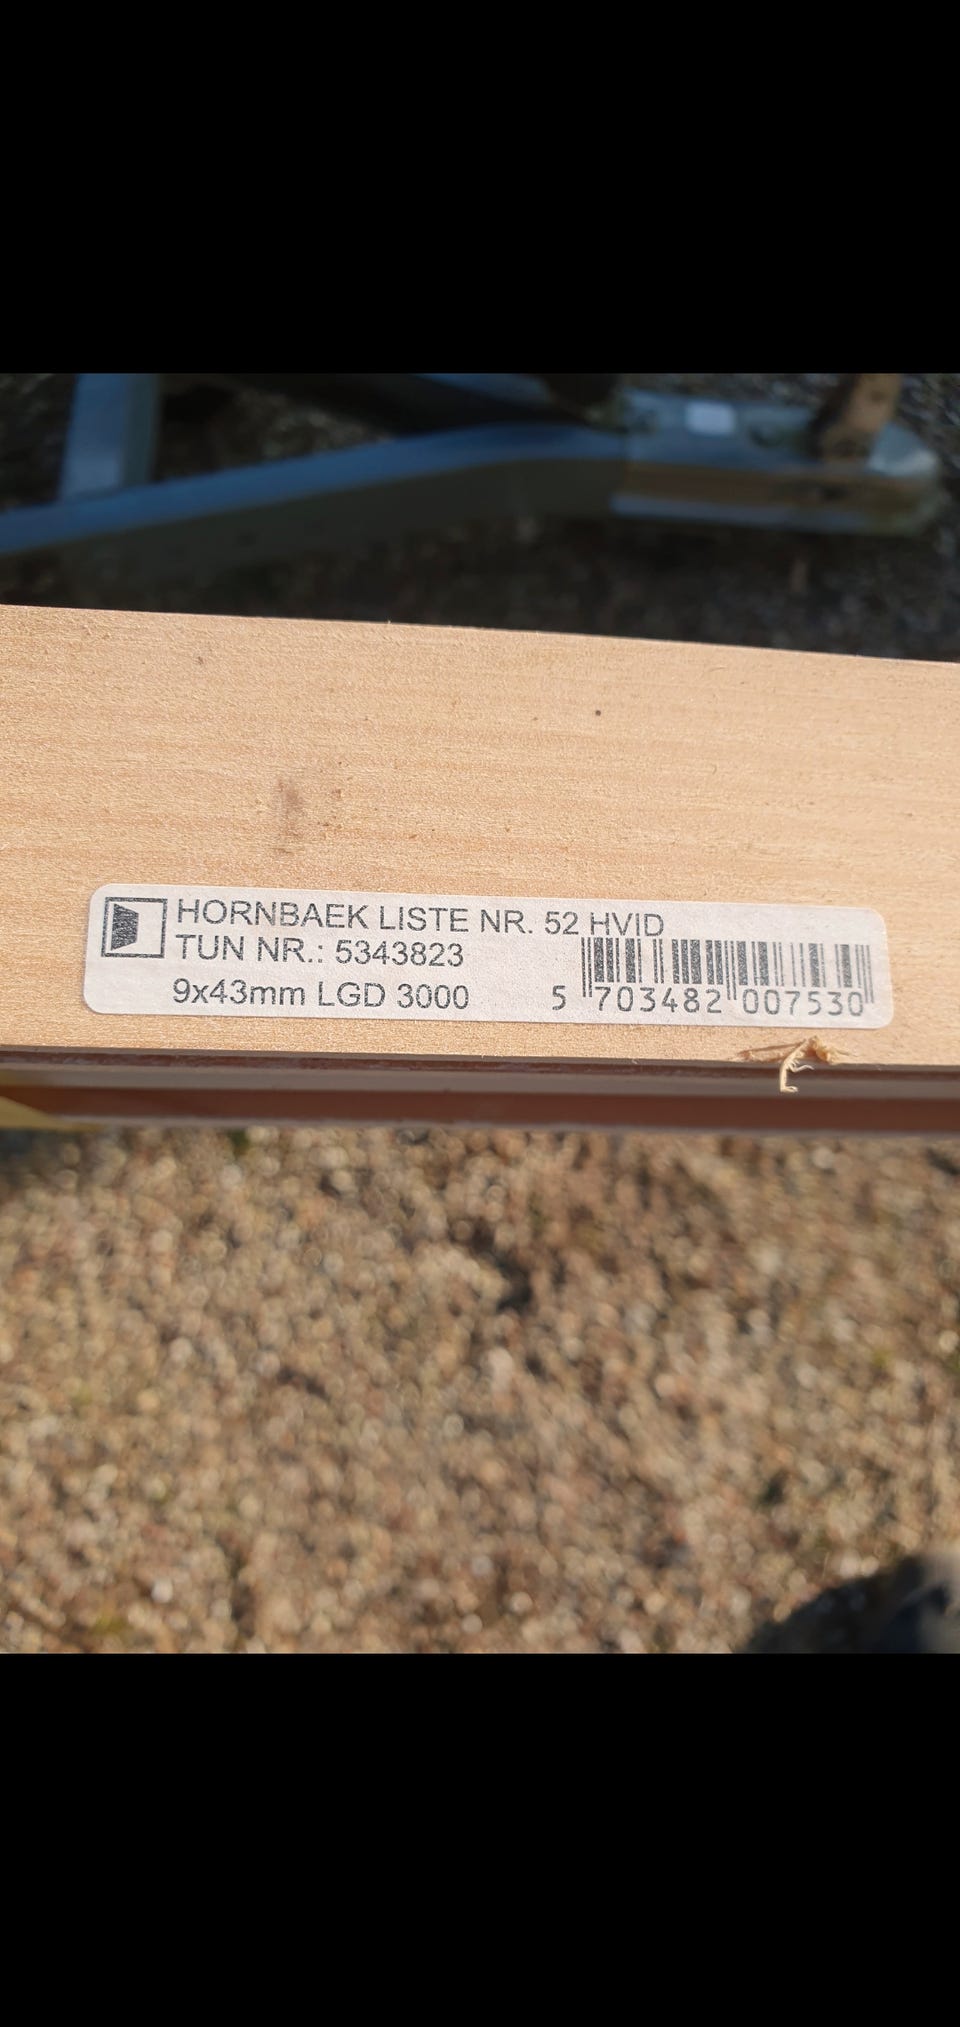 HORNBAEK LISTE NR. 52 HVID
TUN NR.: 5343823
9x43mm LGD 3000
5 703482 007530